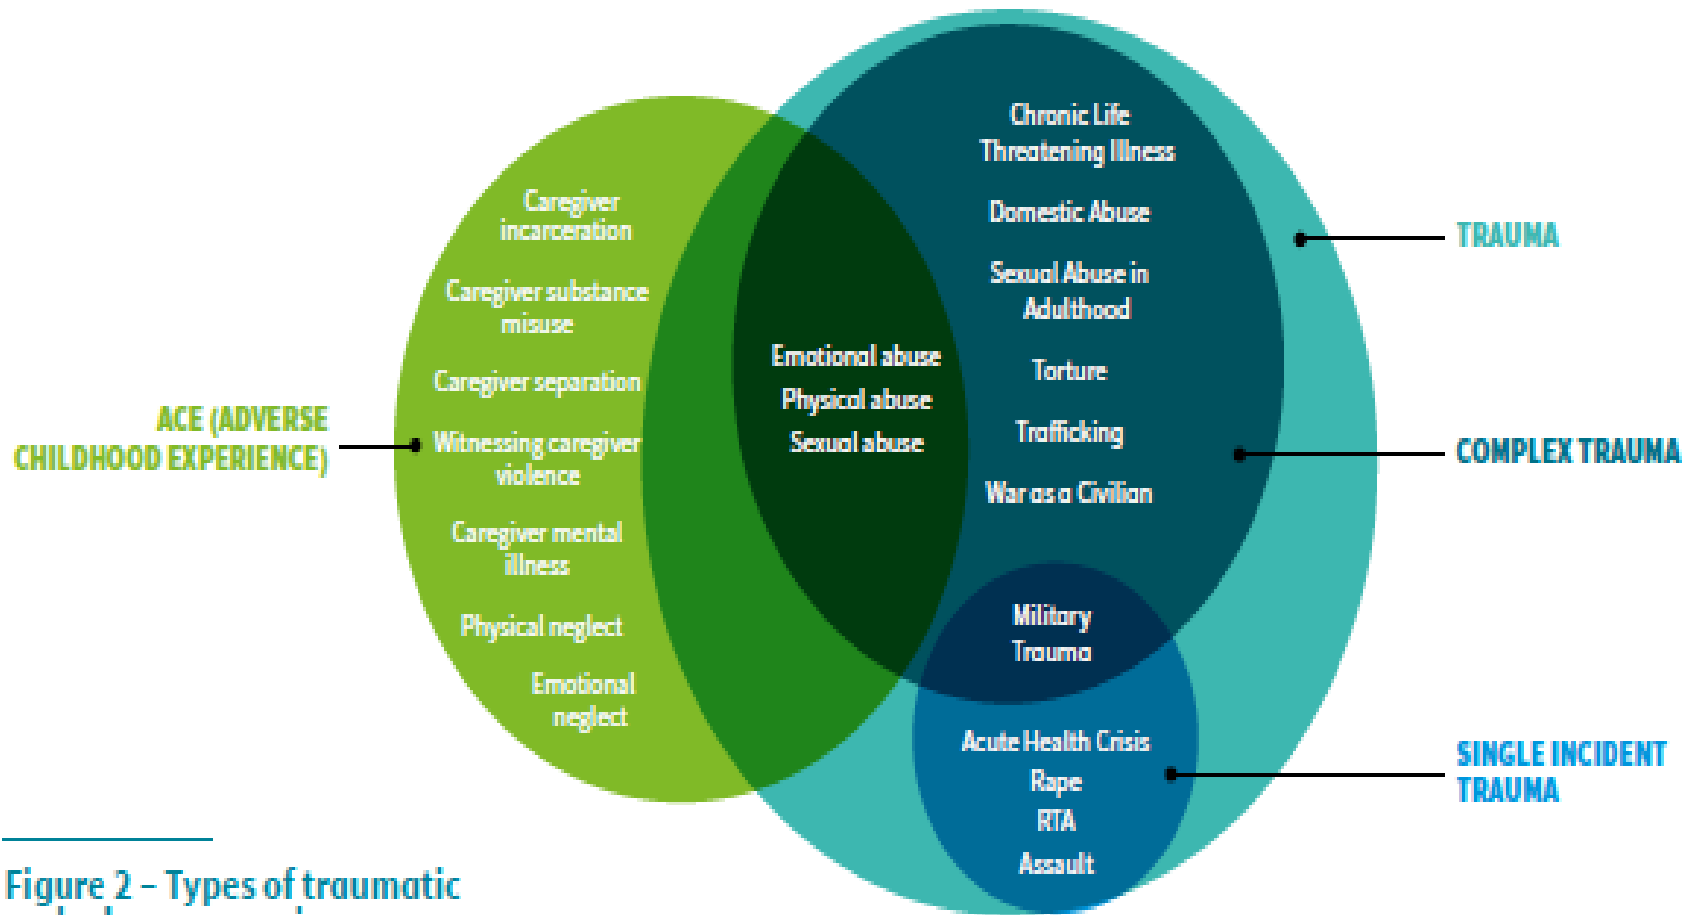 Caregiver
incarceration
Caregiver substance
misuse
Caregiver separation
Witnessing caregiver
violence
Caregiver mental
illness
Physical neglect
Emotional
neglect
ACE (ADVERSE
CHILDHOOD EXPERIENCE)
Emotional abuse
Physical abuse
Sexual abuse
Chronic Life
Threatening Illness
Domestic Abuse
Sexual Abuse in
Adulthood
Torture
Trafficking
War as a Civilian
Military
Trauma
Acute Health Crisis
Rape
RTA
Assault
TRAUMA
COMPLEX TRAUMA
SINGLE INCIDENT
TRAUMA
Figure 2 – Types of traumatic